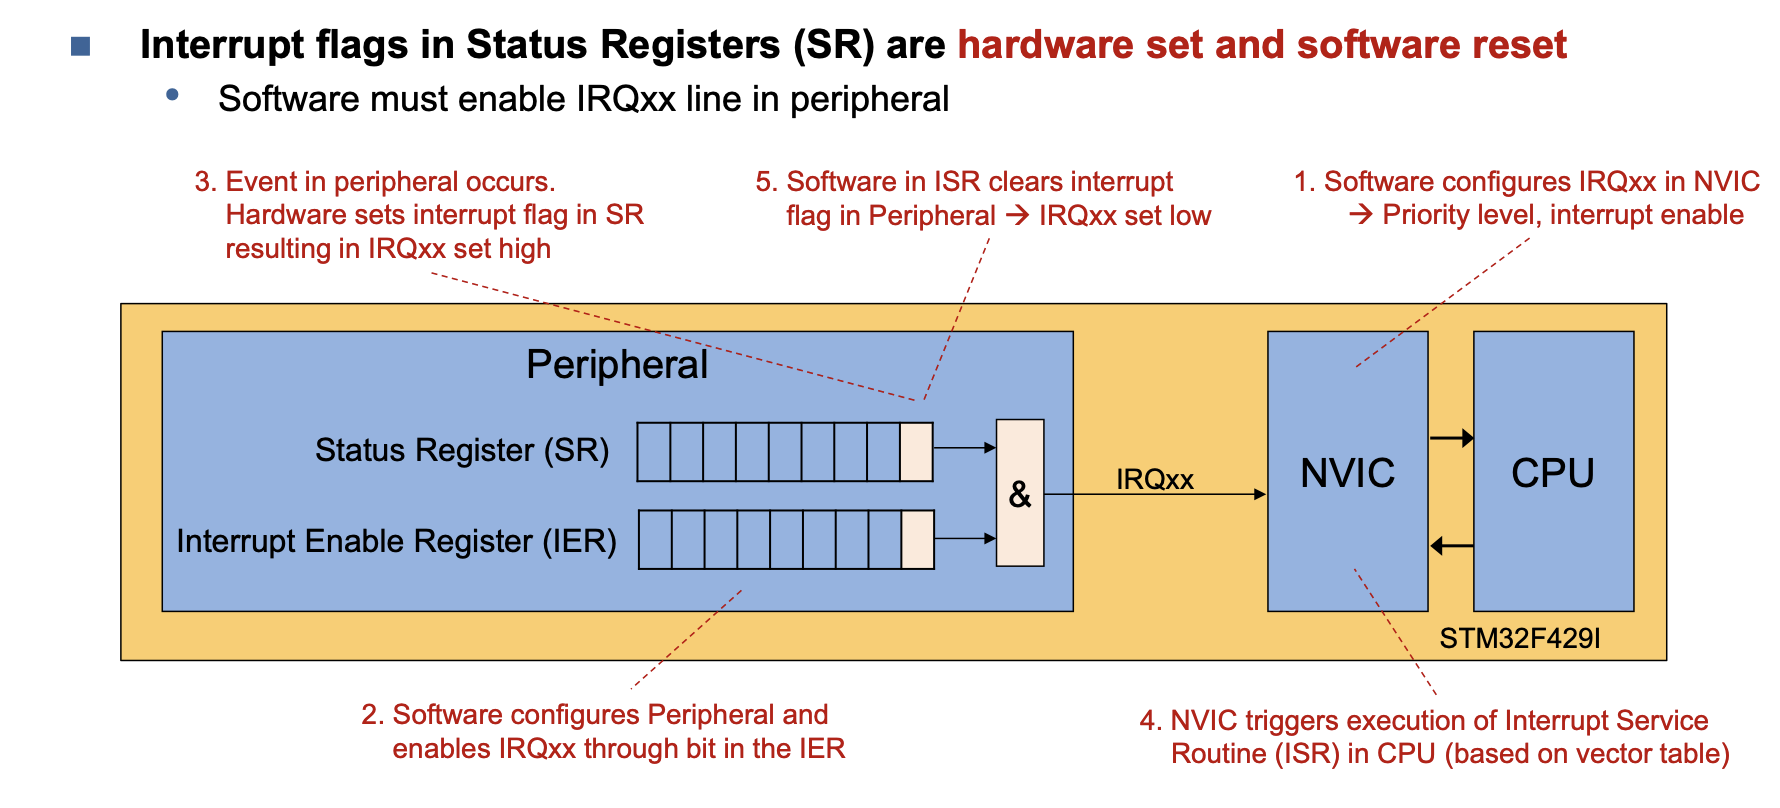 Interrupt flags in Status Registers (SR) are hardware set and software reset
Software must enable IRQxx line in peripheral
3. Event in peripheral occurs.
Hardware sets interrupt flag in SR
resulting in IRQxx set high
5. Software in ISR clears interrupt
flag in Peripheral → IRQxx set low
1. Software configures IRQxx in NVIC
→ Priority level, interrupt enable
Peripheral
Status Register (SR)
Interrupt Enable Register (IER)
&
IRQxx
NVIC
CPU
STM32F429I
2. Software configures Peripheral and
enables IRQxx through bit in the IER
4. NVIC triggers execution of Interrupt Service
Routine (ISR) in CPU (based on vector table)